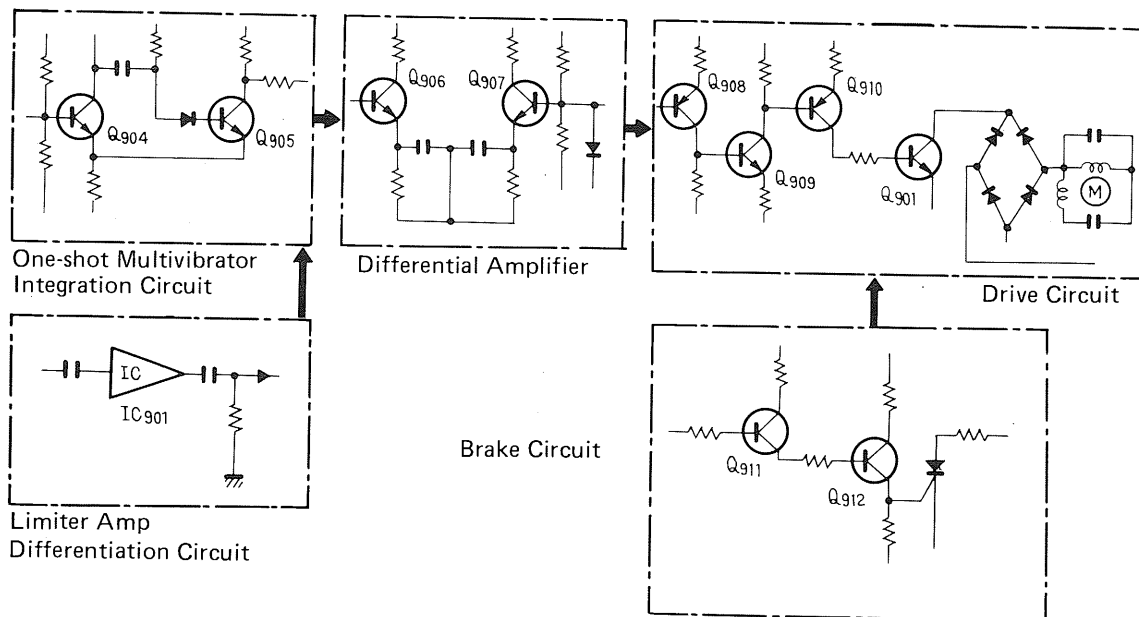 Q904
Q905
One-shot Multivibrator
Integration Circuit
Q906
Q907
Differential Amplifier
Q908
Q910
Q909
Q901
M
Drive Circuit
IC
IC901
Limiter Amp
Differentiation Circuit
Brake Circuit
Q911
Q912